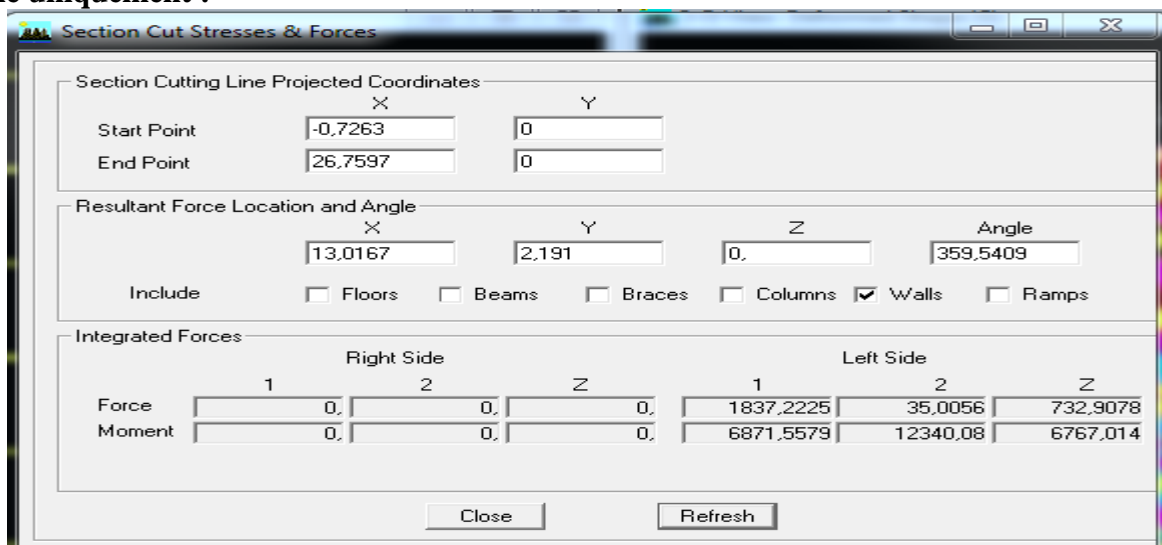 uniquement :
Section Cut Stresses & Forces
Section Cutting Line Projected Coordinates
X Y
Start Point -0,7263 0
End Point 26,7597 0
Resultant Force Location and Angle
X Y Z Angle
13,0167 2,191 0, 359,5409
Include Floors Beams Braces Columns Walls Ramps
Integrated Forces
Right Side Left Side
1 2 Z 1 2 Z
Force 0, 0, 0, 1837,2225 35,0056 732,9078
Moment 0, 0, 0, 6871,5579 12340,08 6767,014
Close Refresh